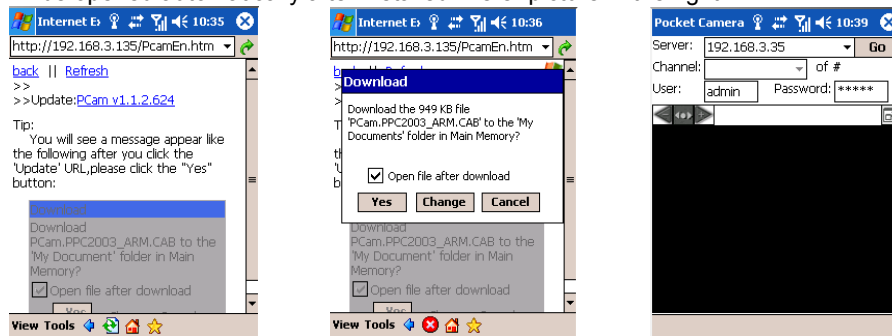 Internet Ex 10:35
http://192.168.3.135/PcamEn.htm
back || Refresh
>>
>>Update:PCam v1.1.2.624
Tip:
You will see a message appear like
the following after you click the
'Update' URL,please click the "Yes"
button:
Download
PCam.PPC2003_ARM.CAB to the
'My Document' folder in Main
Memory?
Open file after download
Yes
View Tools
Internet Ex 10:36
http://192.168.3.135/PcamEn.htm
Download
Download the 949 KB file
'PCam.PPC2003_ARM.CAB' to the 'My
Documents' folder in Main Memory?
Open file after download
Yes Change Cancel
Download
PCam.PPC2003_ARM.CAB to the
'My Document' folder in Main
Memory?
Open file after download
View Tools
Pocket Camera 10:39
Server: 192.168.3.35 Go
Channel: of #
User: admin Password: *****